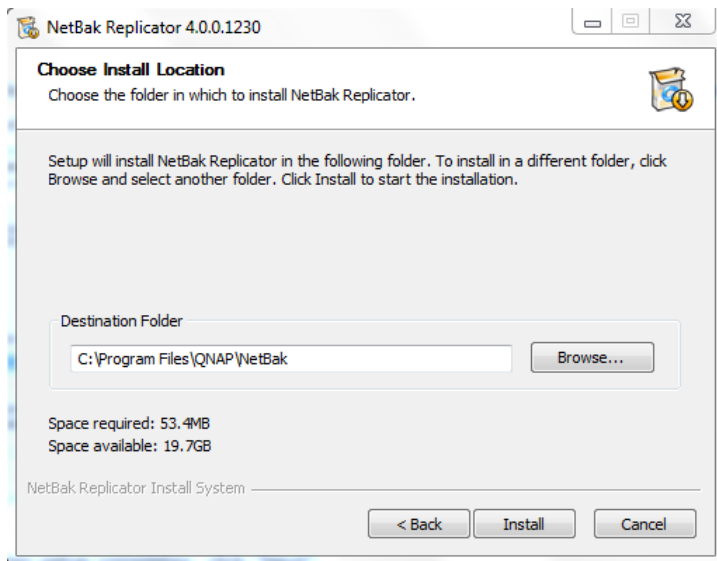 NetBak Replicator 4.0.0.1230
Choose Install Location
Choose the folder in which to install NetBak Replicator.
Setup will install NetBak Replicator in the following folder. To install in a different folder, click
Browse and select another folder. Click Install to start the installation.
Destination Folder
C:\Program Files\QNAP\NetBak
Browse...
Space required: 53.4MB
Space available: 19.7GB
NetBak Replicator Install System
< Back
Install
Cancel